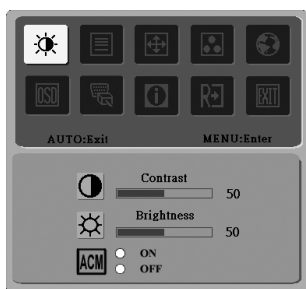 OSD
i
R
EXIT
AUTO:Exit MENU:Enter
Contrast
50
Brightness
50
ACM ON
OFF